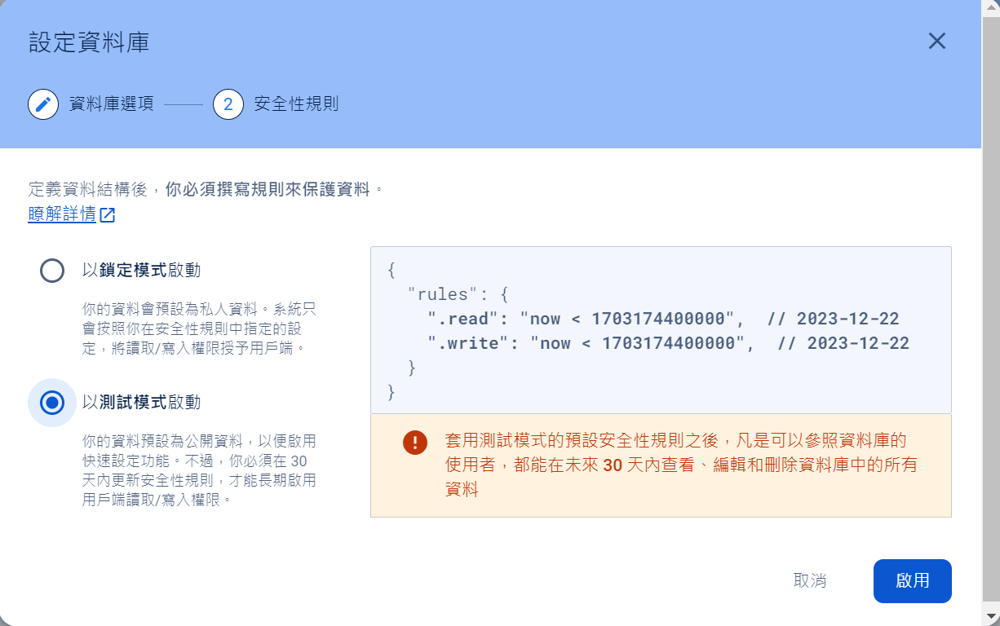 設定資料庫
資料庫選項
2 安全性規則
定義資料結構後，你必須撰寫規則來保護資料。
瞭解詳情
以鎖定模式啟動
你的資料會預設為私人資料。系統只
會按照你在安全性規則中指定的設
定，將讀取/寫入權限授予用戶端。
以測試模式啟動
你的資料預設為公開資料，以便啟用
快速設定功能。不過，你必須在 30
天內更新安全性規則，才能長期啟用
用戶端讀取/寫入權限。
{
"rules": {
".read": "now < 1703174400000",  // 2023-12-22
".write": "now < 1703174400000",  // 2023-12-22
}
}
套用測試模式的預設安全性規則之後，凡是可以參照資料庫的
使用者，都能在未來 30 天內查看、編輯和刪除資料庫中的所有
資料
取消
啟用